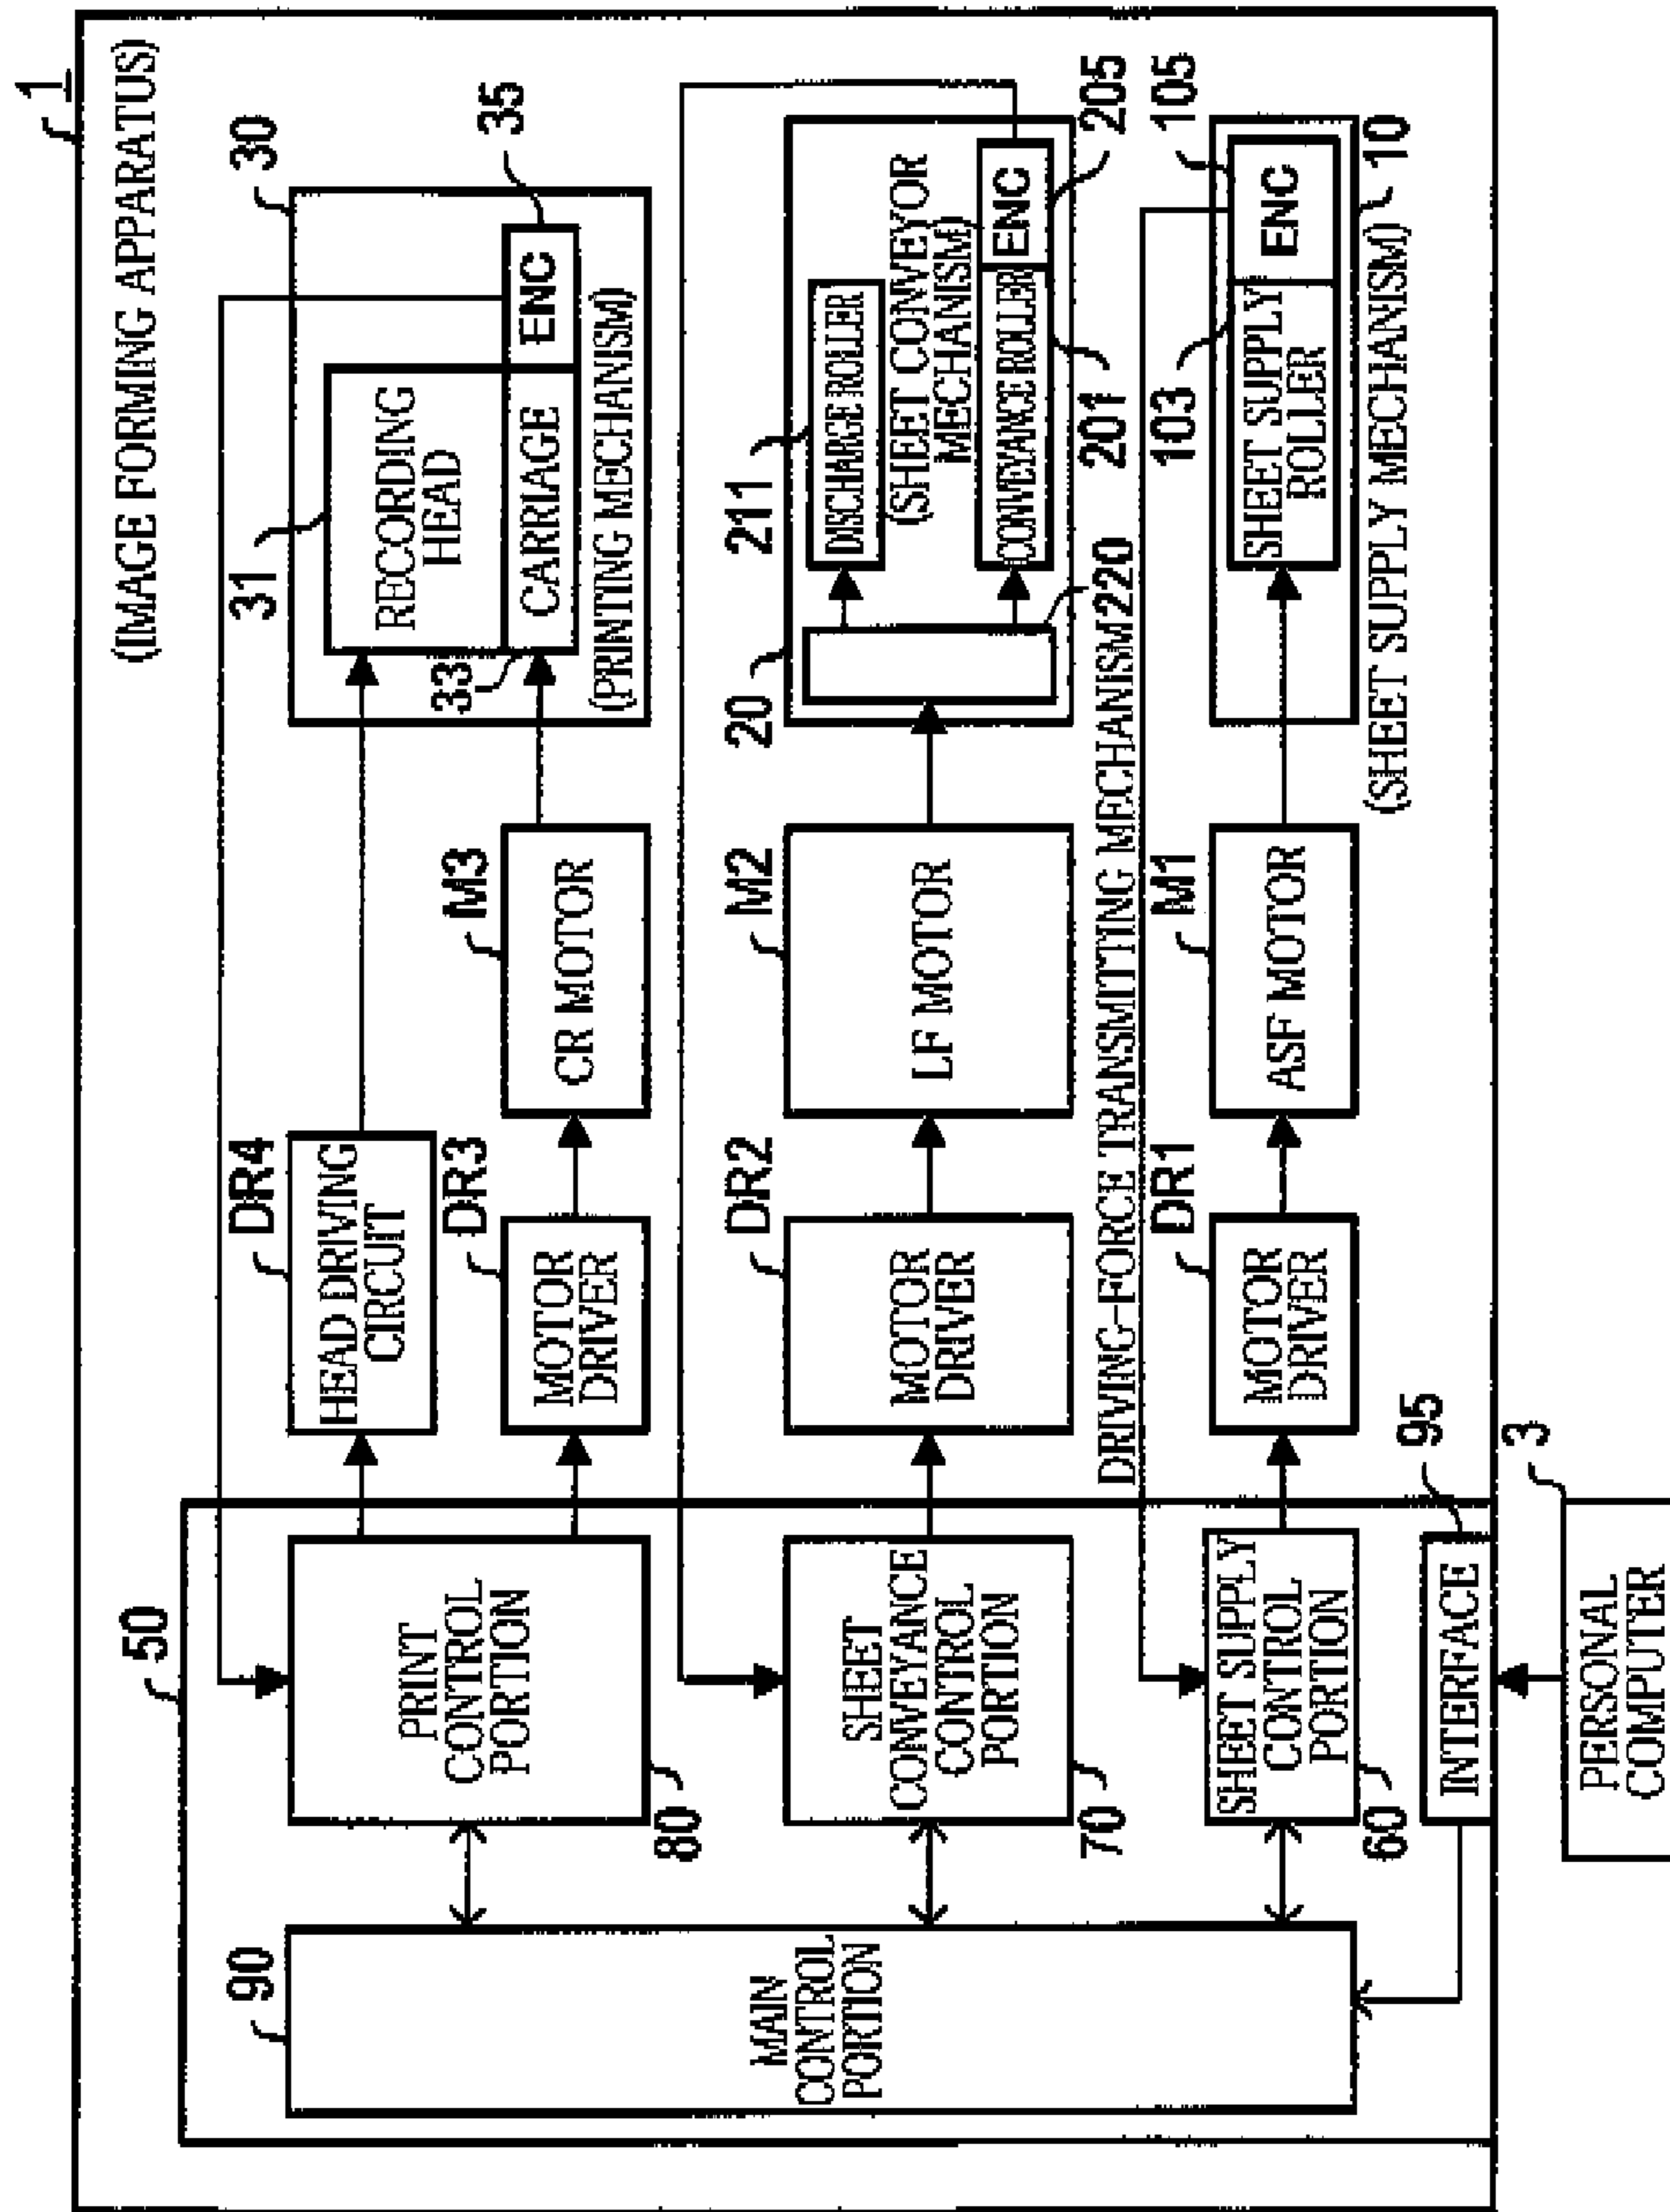 1
(IMAGE FORMING APPARATUS)
50
90
MAIN
CONTROL
PORTION
PRINT
CONTROL
PORTION
80
DR4
HEAD DRIVING
CIRCUIT
DR3
MOTOR
DRIVER
M3
CR MOTOR
30
31
RECORDING
HEAD
33
CARRIAGE
ENC
35
(PRINTING MECHANISM)
SHEET
CONVEYANCE
CONTROL
PORTION
70
DR2
MOTOR
DRIVER
M2
LF MOTOR
20
211
DISCHARGE ROLLER
(SHEET CONVEYOR
MECHANISM)
CONVEYANCE ROLLER
ENC
201
205
DRIVING-FORCE TRANSMITTING MECHANISM 220
SHEET SUPPLY
CONTROL
PORTION
60
DR1
MOTOR
DRIVER
M1
ASF MOTOR
103
105
SHEET SUPPLY
ROLLER
ENC
10
(SHEET SUPPLY MECHANISM)
INTERFACE
95
3
PERSONAL
COMPUTER